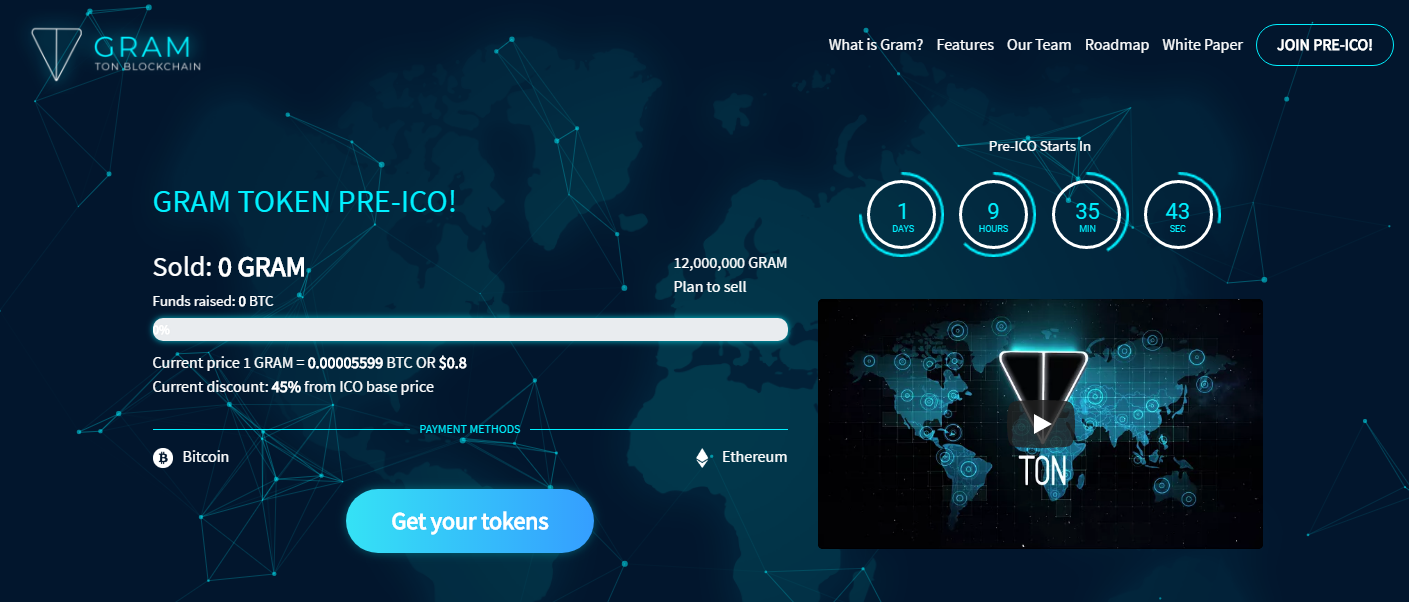 GRAM
TON BLOCKCHAIN
What is Gram? Features Our Team Roadmap White Paper JOIN PRE-ICO!
Pre-ICO Starts In
GRAM TOKEN PRE-ICO!
1 9 35 43
DAYS HOURS MIN SEC
Sold: 0 GRAM
12,000,000 GRAM
Plan to sell
Funds raised: 0 BTC
0%
Current price 1 GRAM = 0.00005599 BTC OR $0.8
Current discount: 45% from ICO base price
PAYMENT METHODS
Bitcoin Ethereum
Get your tokens
TON